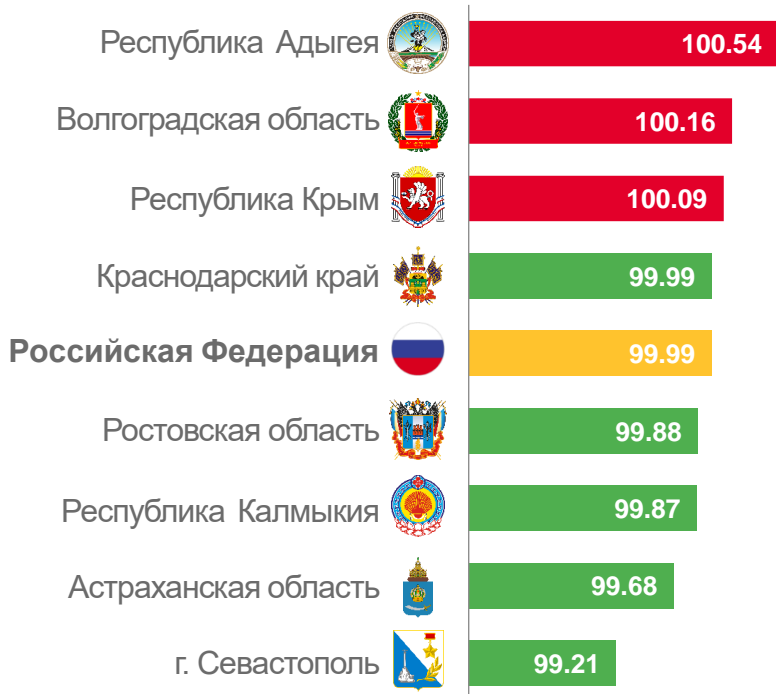 Республика Адыгея 100.54
Волгоградская область 100.16
Республика Крым 100.09
Краснодарский край 99.99
Российская Федерация 99.99
Ростовская область 99.88
Республика Калмыкия 99.87
Астраханская область 99.68
г. Севастополь 99.21